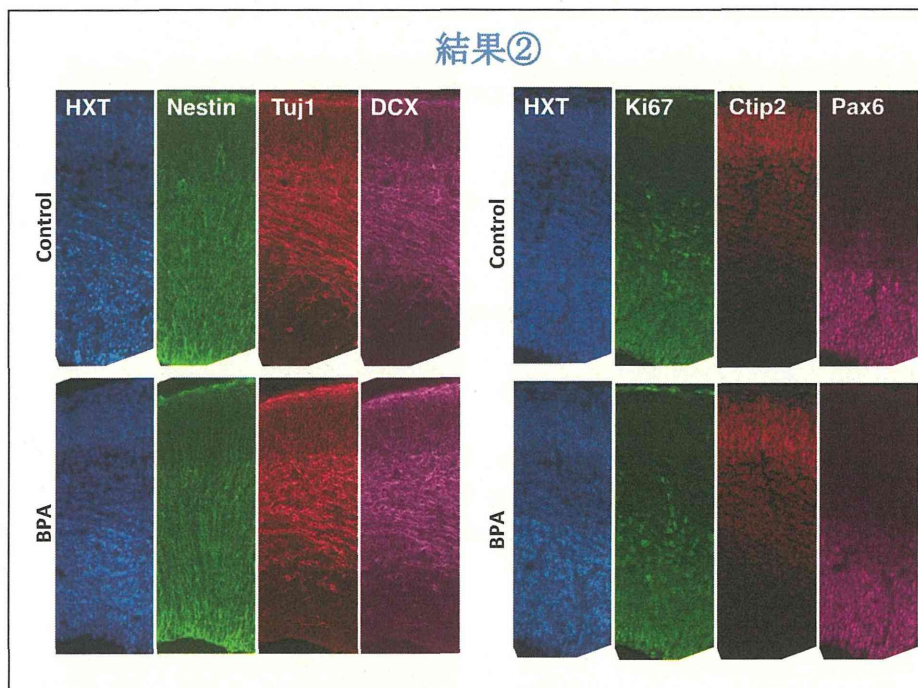 結果②
HXT Nestin Tuj1 DCX
Control
BPA
HXT Ki67 Ctip2 Pax6
Control
BPA